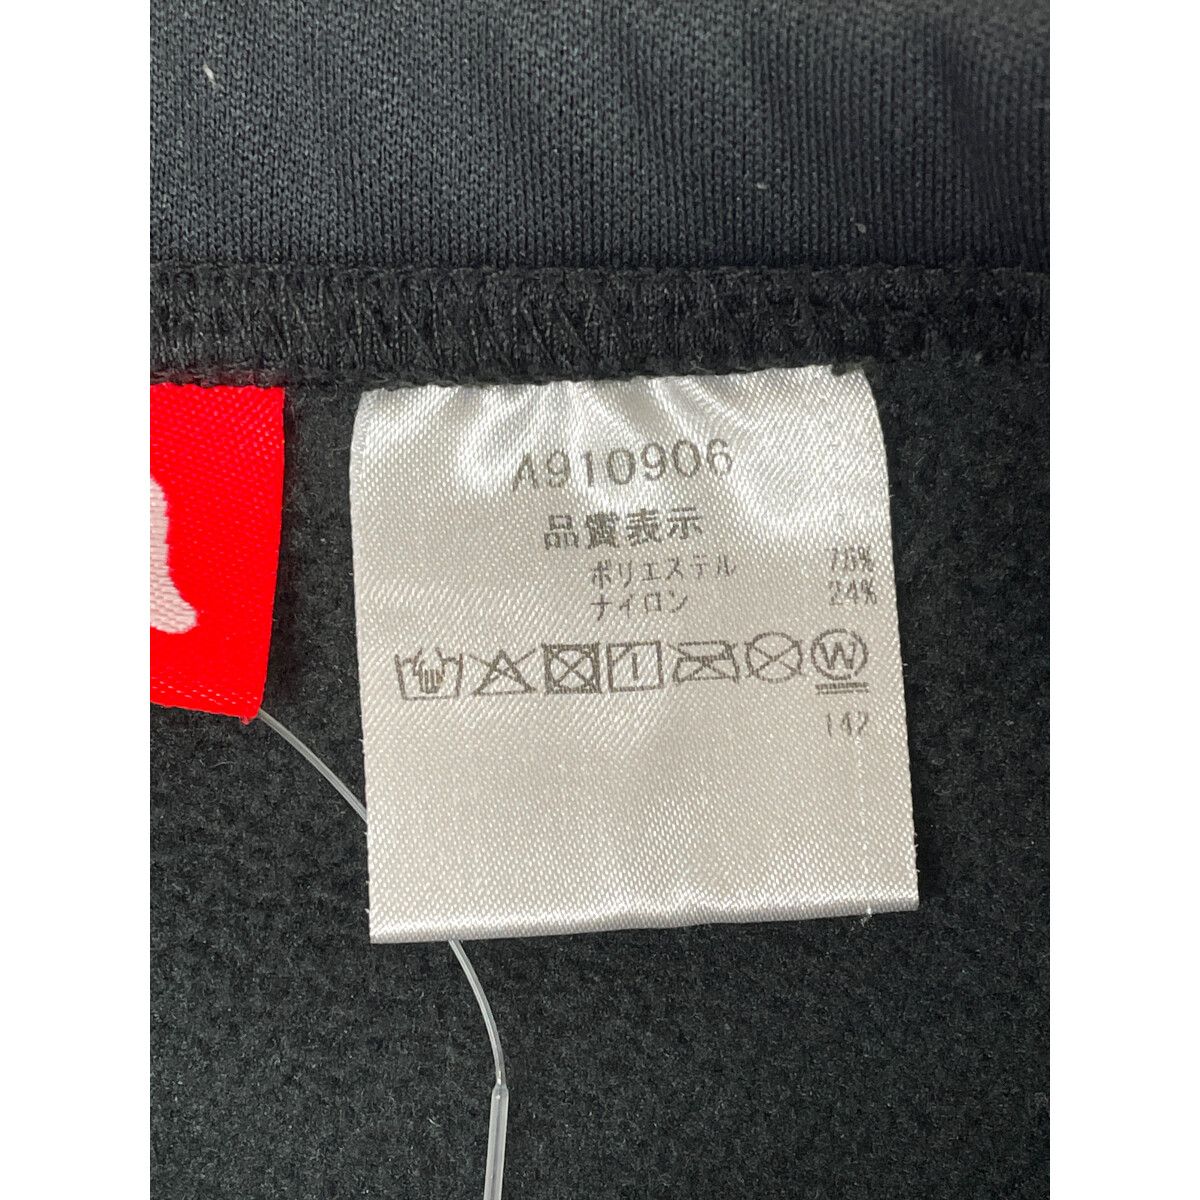 A910906
品質表示
ポリエステル 76%
ナイロン 24%
W
142